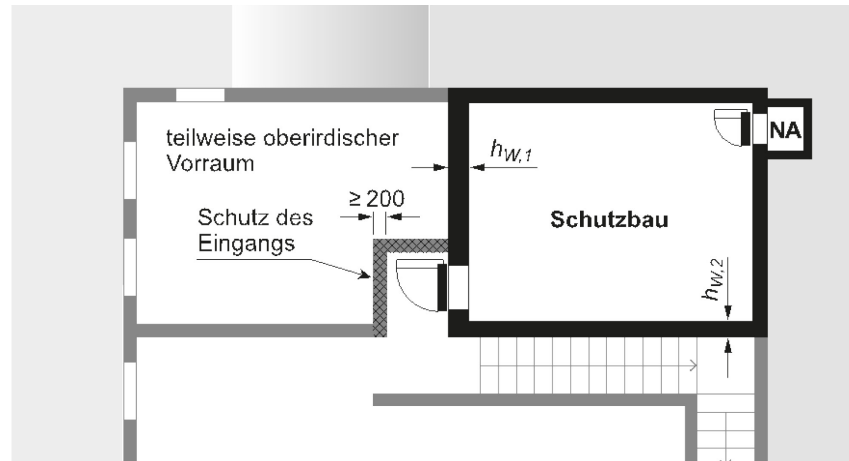 teilweise oberirdischer
Vorraum
h_W,1
NA
≥ 200
Schutz des
Eingangs
Schutzbau
h_W,2